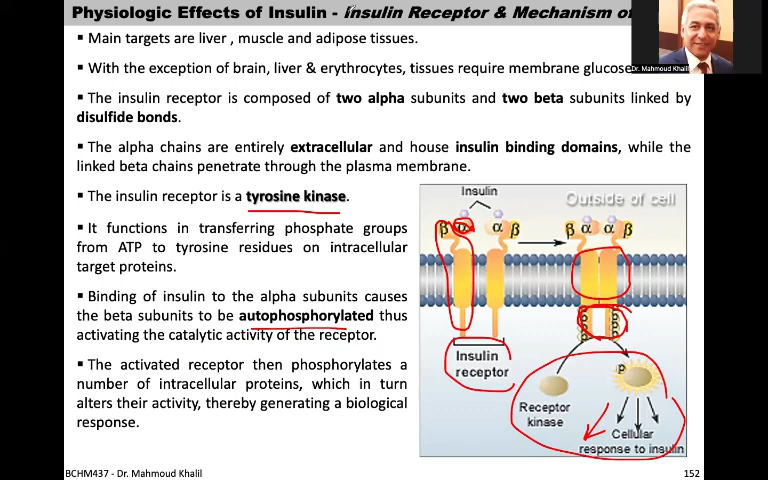 Physiologic Effects of Insulin - Insulin Receptor & Mechanism of
Dr. Mahmoud Khalil
▪ Main targets are liver , muscle and adipose tissues.
▪ With the exception of brain, liver & erythrocytes, tissues require membrane glucose
▪ The insulin receptor is composed of two alpha subunits and two beta subunits linked by
disulfide bonds.
▪ The alpha chains are entirely extracellular and house insulin binding domains, while the
linked beta chains penetrate through the plasma membrane.
▪ The insulin receptor is a tyrosine kinase.
▪ It functions in transferring phosphate groups
from ATP to tyrosine residues on intracellular
target proteins.
▪ Binding of insulin to the alpha subunits causes
the beta subunits to be autophosphorylated thus
activating the catalytic activity of the receptor.
▪ The activated receptor then phosphorylates a
number of intracellular proteins, which in turn
alters their activity, thereby generating a biological
response.
Insulin
Outside of cell
β α α β β α α β
Insulin
receptor
P
Receptor
kinase
Cellular
response to insulin
BCHM437 - Dr. Mahmoud Khalil
152